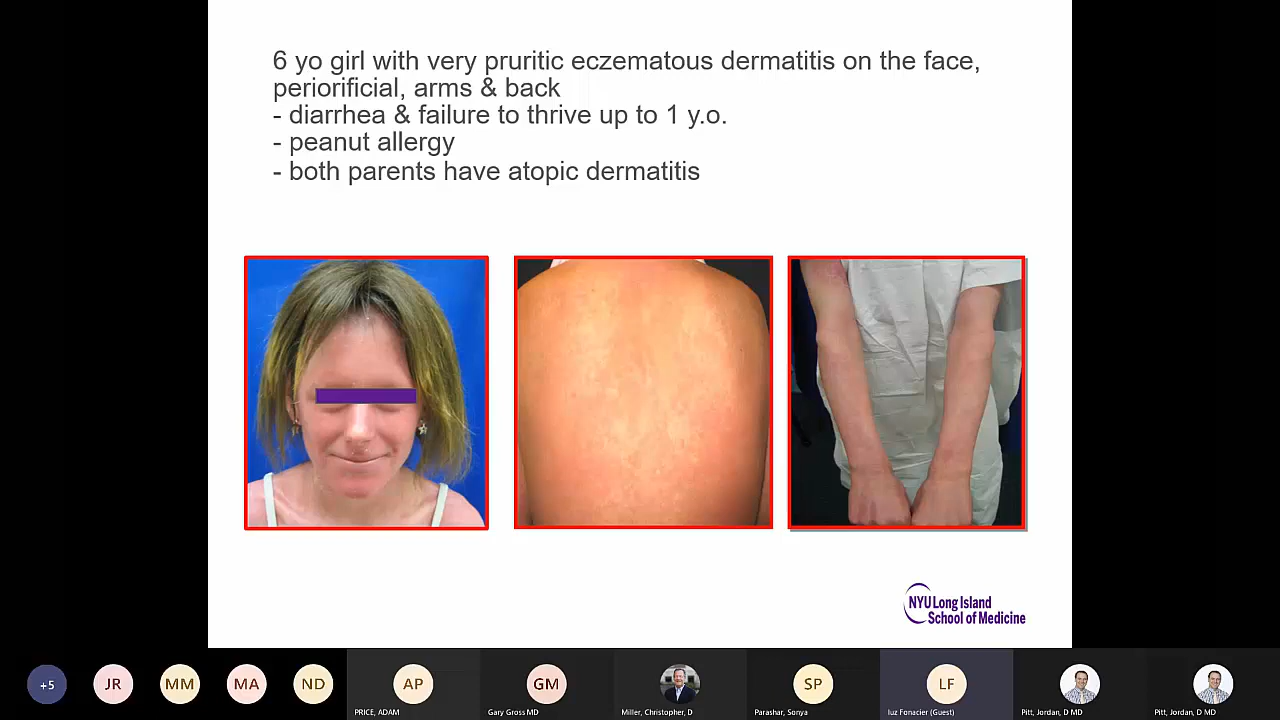 6 yo girl with very pruritic eczematous dermatitis on the face,
periorificial, arms & back
- diarrhea & failure to thrive up to 1 y.o.
- peanut allergy
- both parents have atopic dermatitis
NYU Long Island
School of Medicine
+5
JR
MM
MA
ND
AP
GM
SP
LF
PRICE, ADAM
Gary Gross MD
Miller, Christopher, D
Parashar, Sonya
luz Fonacier (Guest)
Pitt, Jordan, D MD
Pitt, Jordan, D MD